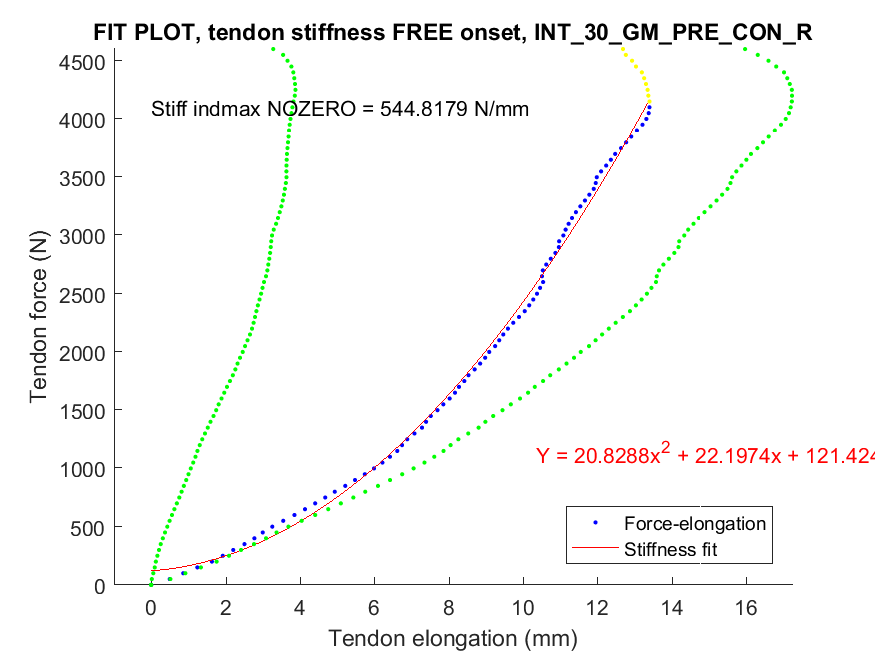 FIT PLOT, tendon stiffness FREE onset, INT_30_GM_PRE_CON_R
4500
Stiff indmax NOZERO = 544.8179 N/mm
4000
3500
3000
2500
2000
1500
1000
500
0
Tendon force (N)
Y = 20.8288x² + 22.1974x + 121.424
Force-elongation
Stiffness fit
0 2 4 6 8 10 12 14 16
Tendon elongation (mm)